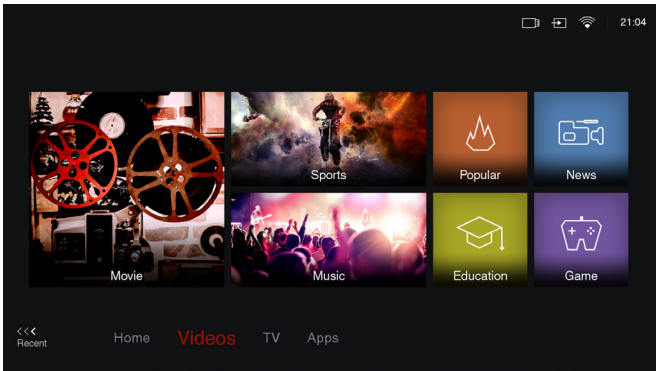 21:04
Sports
Popular
News
Movie
Music
Education
Game
Recent
Home
Videos
TV
Apps